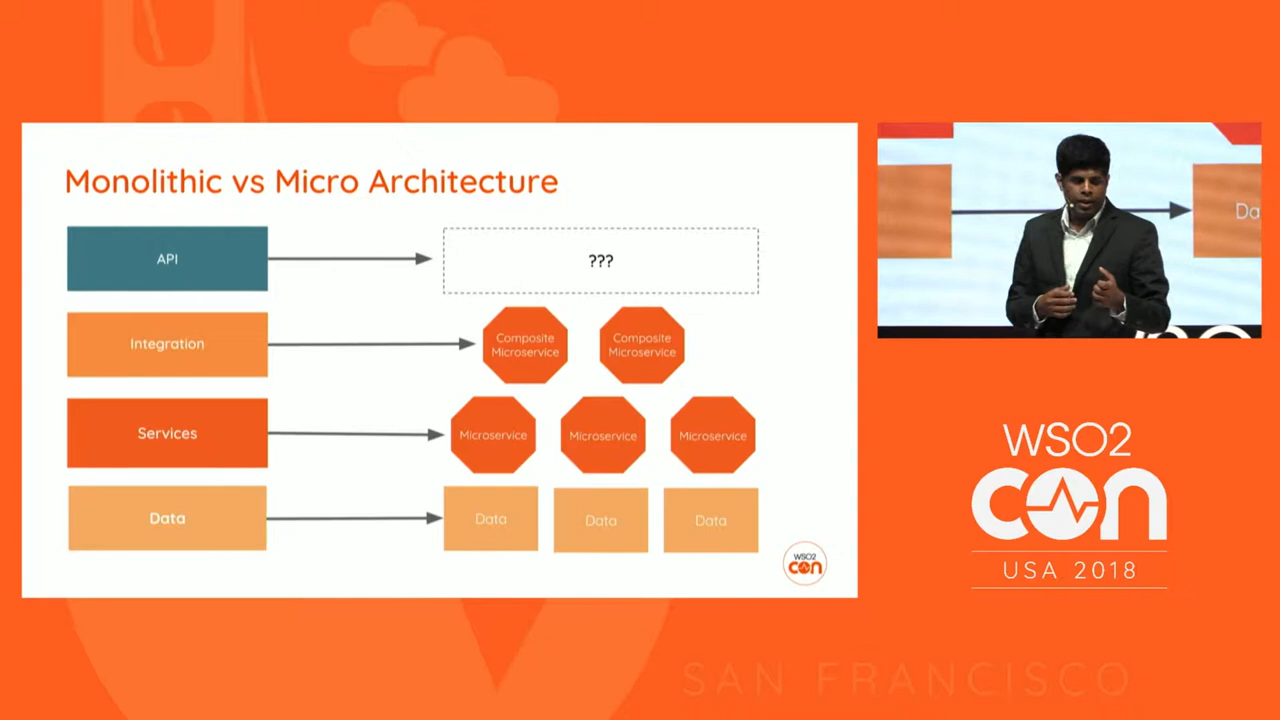 Monolithic vs Micro Architecture
API
???
Integration
Composite
Microservice
Composite
Microservice
Services
Microservice
Microservice
Microservice
Data
Data
Data
Data
WSO2
con
Da
WSO2
con
USA 2018
SAN FRANCISCO